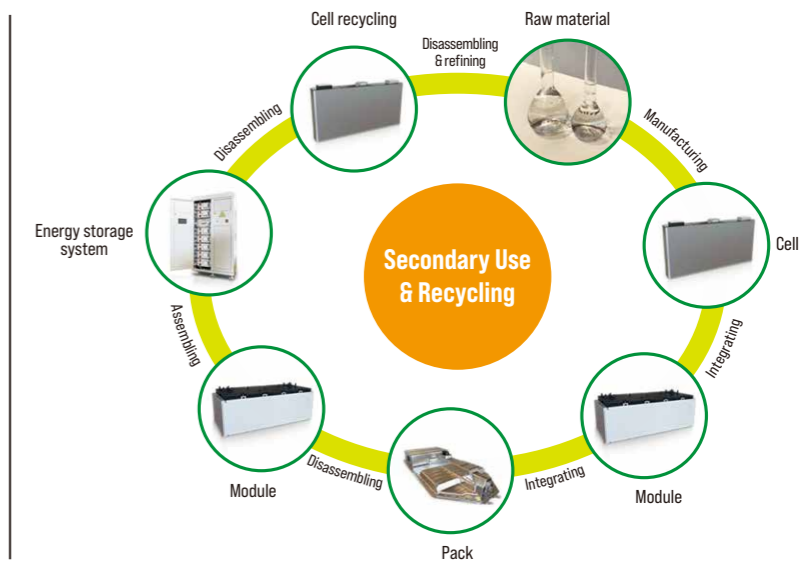 Cell recycling
Disassembling
& refining
Raw material
Manufacturing
Cell
Integrating
Module
Integrating
Pack
Disassembling
Module
Assembling
Energy storage
system
Disassembling
Secondary Use
& Recycling